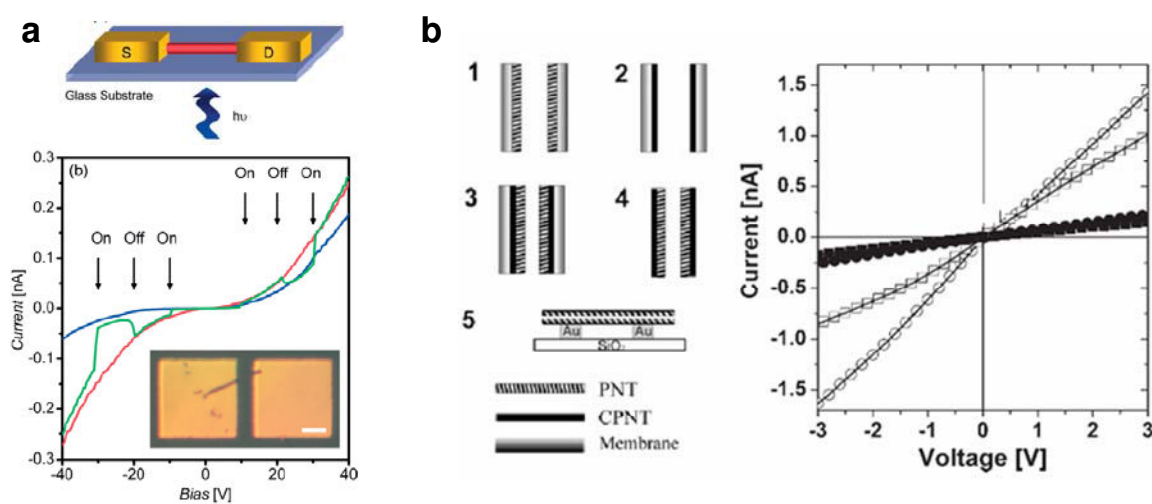 a
S
D
Glass Substrate
hυ
(b)
On Off On
On Off On
0.3
0.2
0.1
0.0
-0.1
-0.2
-0.3
Current [nA]
-40 -20 0 20 40
Bias [V]
b
1
2
3
4
5
Au Au
SiO₂
PNT
CPNT
Membrane
1.5
1.0
0.5
0.0
-0.5
-1.0
-1.5
Current [nA]
-3 -2 -1 0 1 2 3
Voltage [V]